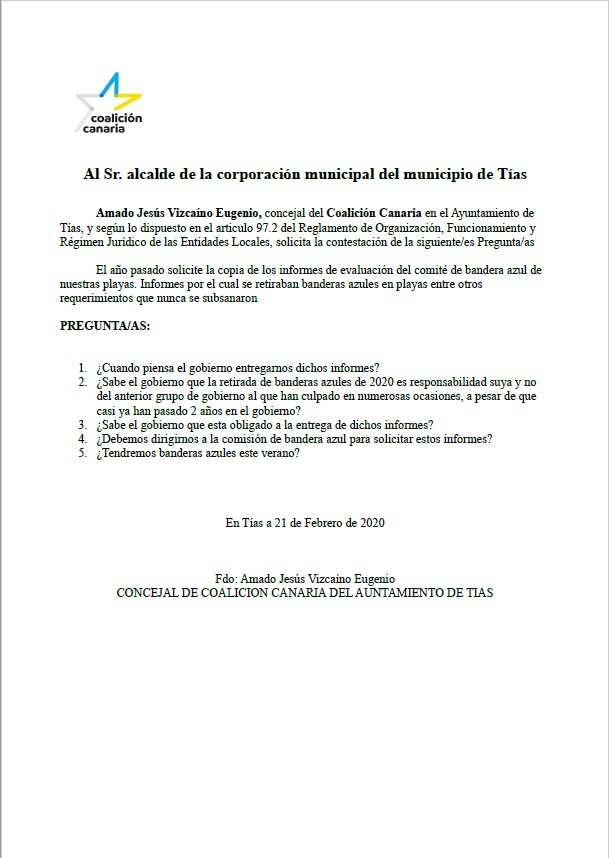 coalición
canaria
Al Sr. alcalde de la corporación municipal del municipio de Tías
Amado Jesús Vizcaíno Eugenio, concejal del Coalición Canaria en el Ayuntamiento de
Tías, y según lo dispuesto en el articulo 97.2 del Reglamento de Organización, Funcionamiento y
Régimen Jurídico de las Entidades Locales, solicita la contestación de la siguiente/es Pregunta/as
El año pasado solicite la copia de los informes de evaluación del comité de bandera azul de
nuestras playas. Informes por el cual se retiraban banderas azules en playas entre otros
requerimientos que nunca se subsanaron
PREGUNTA/AS:
1. ¿Cuando piensa el gobierno entregarnos dichos informes?
2. ¿Sabe el gobierno que la retirada de banderas azules de 2020 es responsabilidad suya y no
del anterior grupo de gobierno al que han culpado en numerosas ocasiones, a pesar de que
casi ya han pasado 2 años en el gobierno?
3. ¿Sabe el gobierno que esta obligado a la entrega de dichos informes?
4. ¿Debemos dirigirnos a la comisión de bandera azul para solicitar estos informes?
5. ¿Tendremos banderas azules este verano?
En Tías a 21 de Febrero de 2020
Fdo: Amado Jesús Vizcaíno Eugenio
CONCEJAL DE COALICION CANARIA DEL AUNTAMIENTO DE TIAS